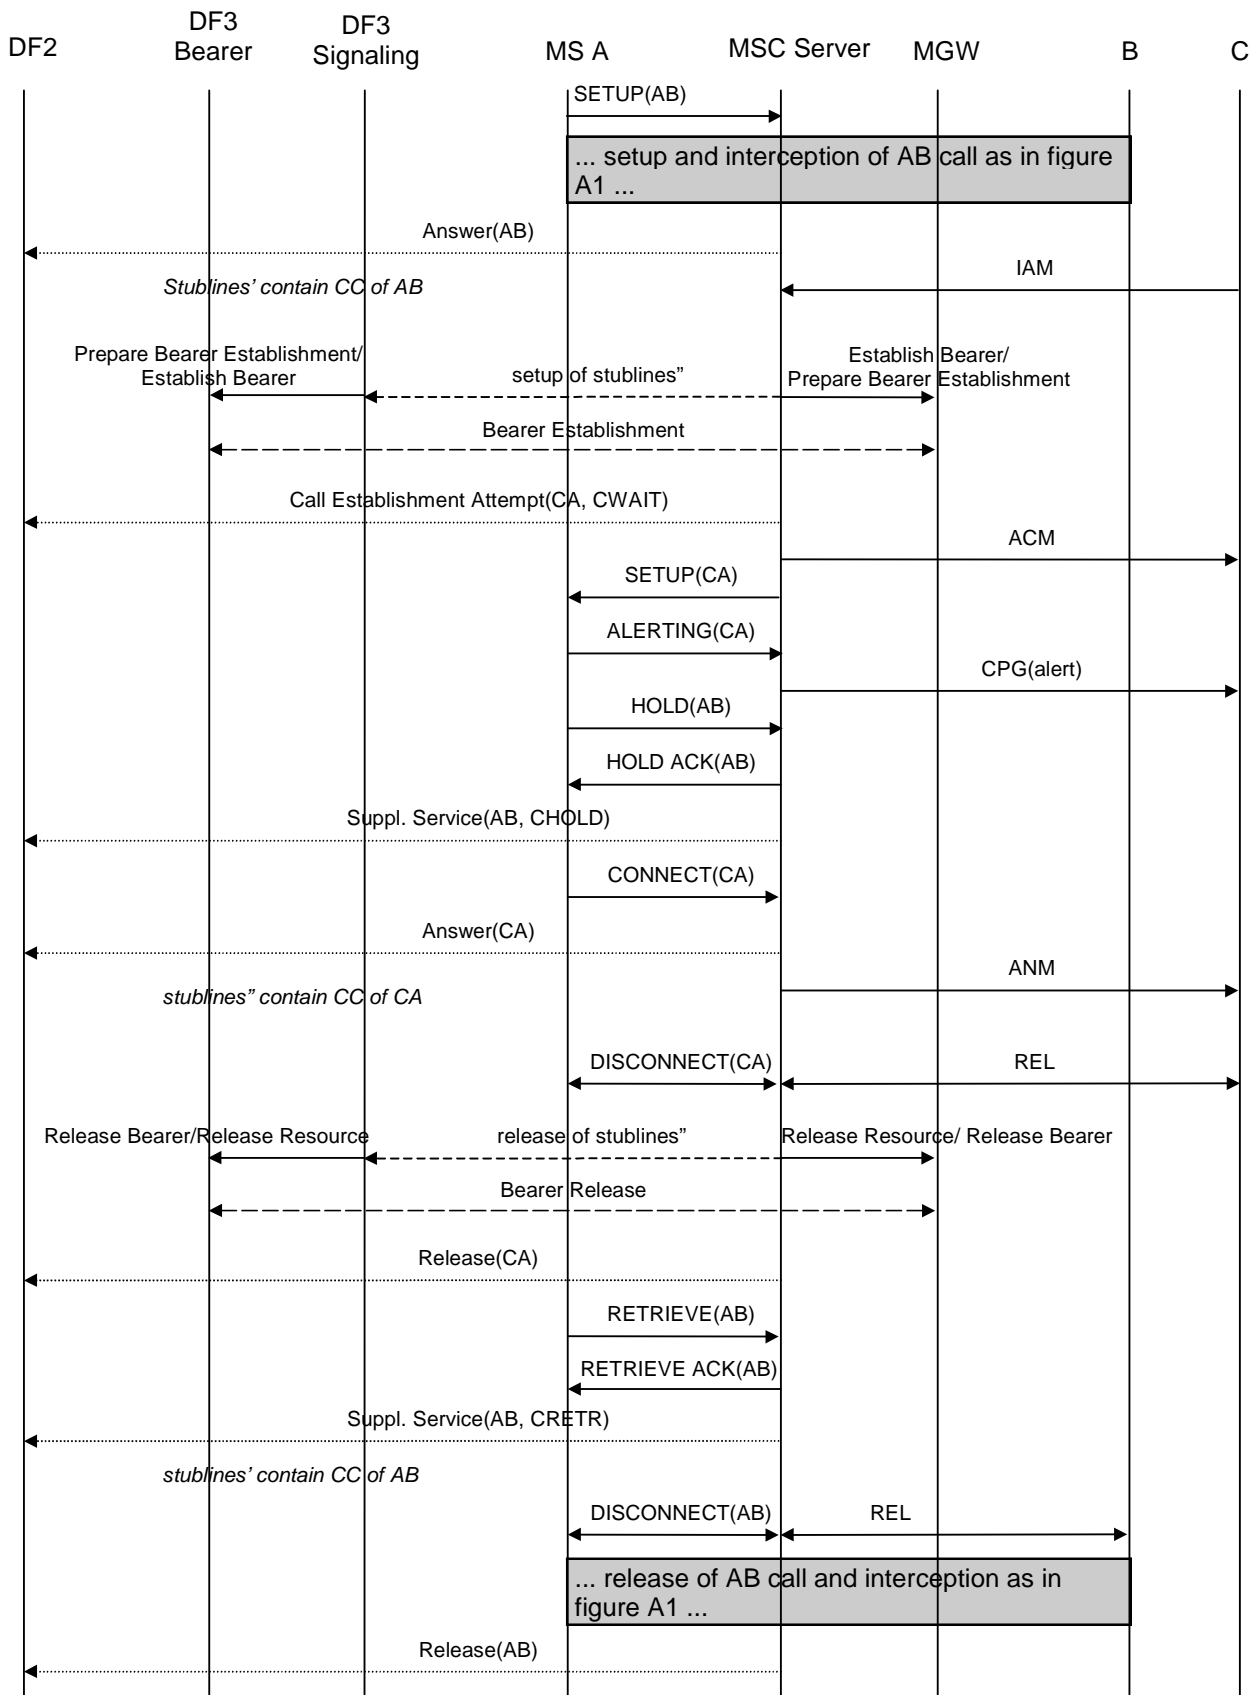 DF2
DF3
Bearer
DF3
Signaling
MS A
MSC Server
MGW
B
C
SETUP(AB)
... setup and interception of AB call as in figure
A1 ...
Answer(AB)
IAM
Stublines’ contain CC of AB
Prepare Bearer Establishment/
Establish Bearer
setup of stublines”
Establish Bearer/
Prepare Bearer Establishment
Bearer Establishment
Call Establishment Attempt(CA, CWAIT)
ACM
SETUP(CA)
ALERTING(CA)
CPG(alert)
HOLD(AB)
HOLD ACK(AB)
Suppl. Service(AB, CHOLD)
CONNECT(CA)
Answer(CA)
ANM
stublines” contain CC of CA
DISCONNECT(CA)
REL
Release Bearer/Release Resource
release of stublines”
Release Resource/ Release Bearer
Bearer Release
Release(CA)
RETRIEVE(AB)
RETRIEVE ACK(AB)
Suppl. Service(AB, CRETR)
stublines’ contain CC of AB
DISCONNECT(AB)
REL
... release of AB call and interception as in
figure A1 ...
Release(AB)